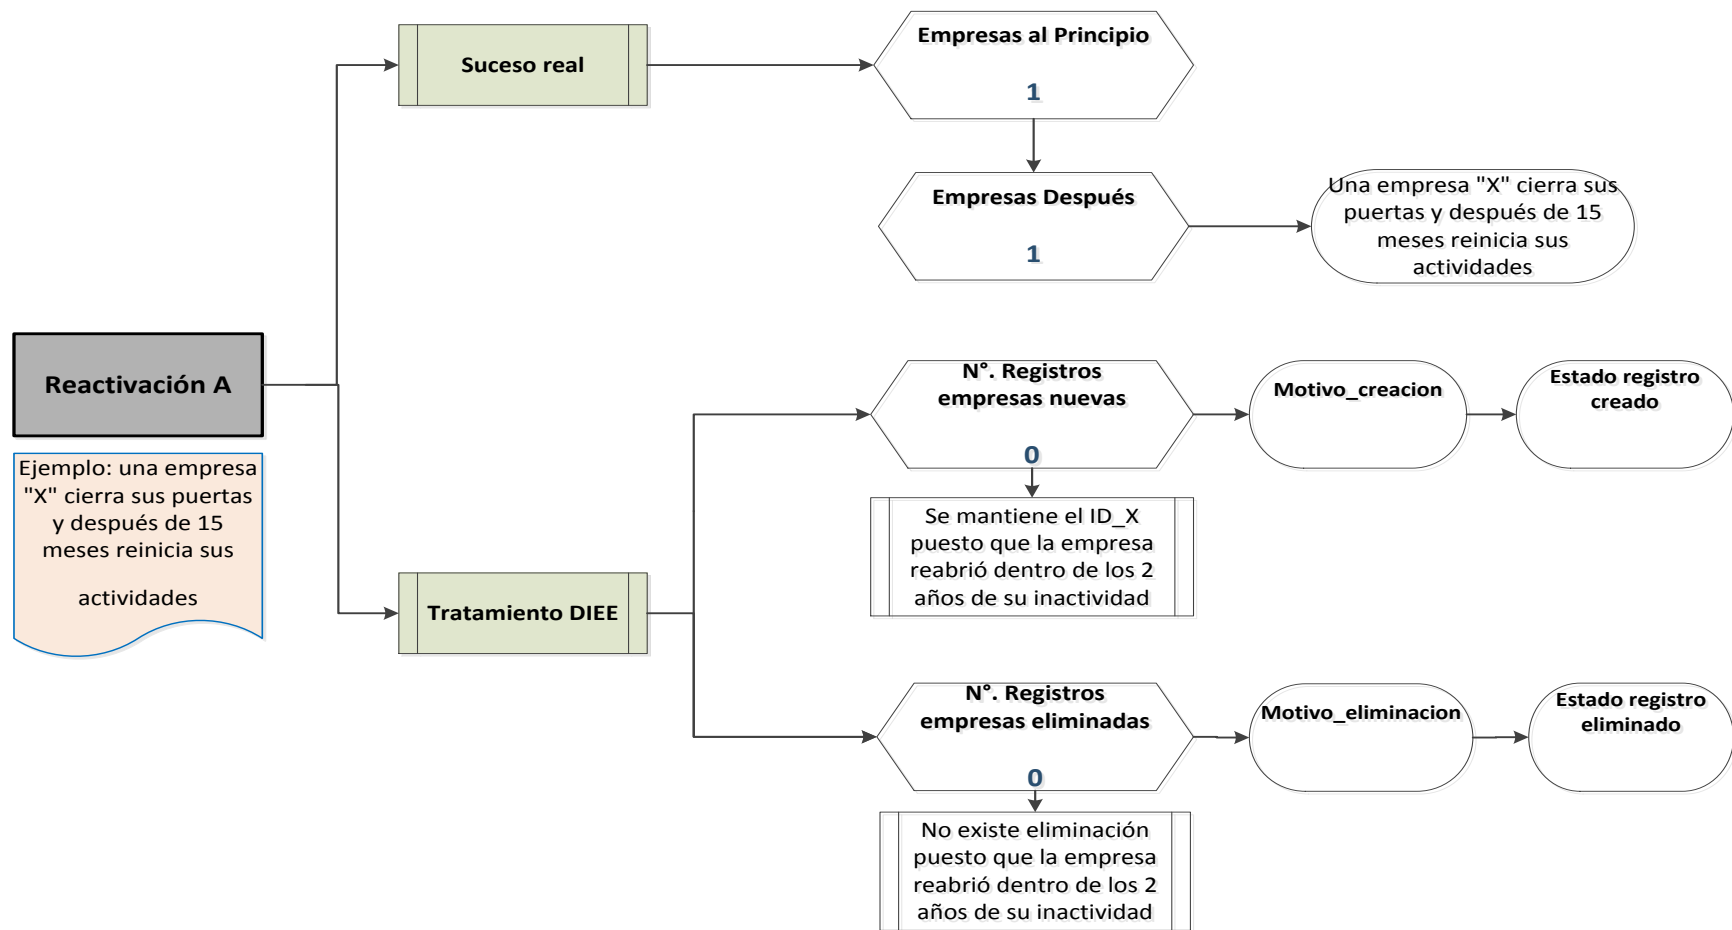 Suceso real
Empresas al Principio
1
Empresas Después
1
Una empresa "X" cierra sus
puertas y después de 15
meses reinicia sus
actividades
Reactivación A
Ejemplo: una empresa
"X" cierra sus puertas
y después de 15
meses reinicia sus
actividades
Tratamiento DIEE
N°. Registros
empresas nuevas
0
Motivo_creacion
Estado registro
creado
Se mantiene el ID_X
puesto que la empresa
reabrió dentro de los 2
años de su inactividad
N°. Registros
empresas eliminadas
0
Motivo_eliminacion
Estado registro
eliminado
No existe eliminación
puesto que la empresa
reabrió dentro de los 2
años de su inactividad